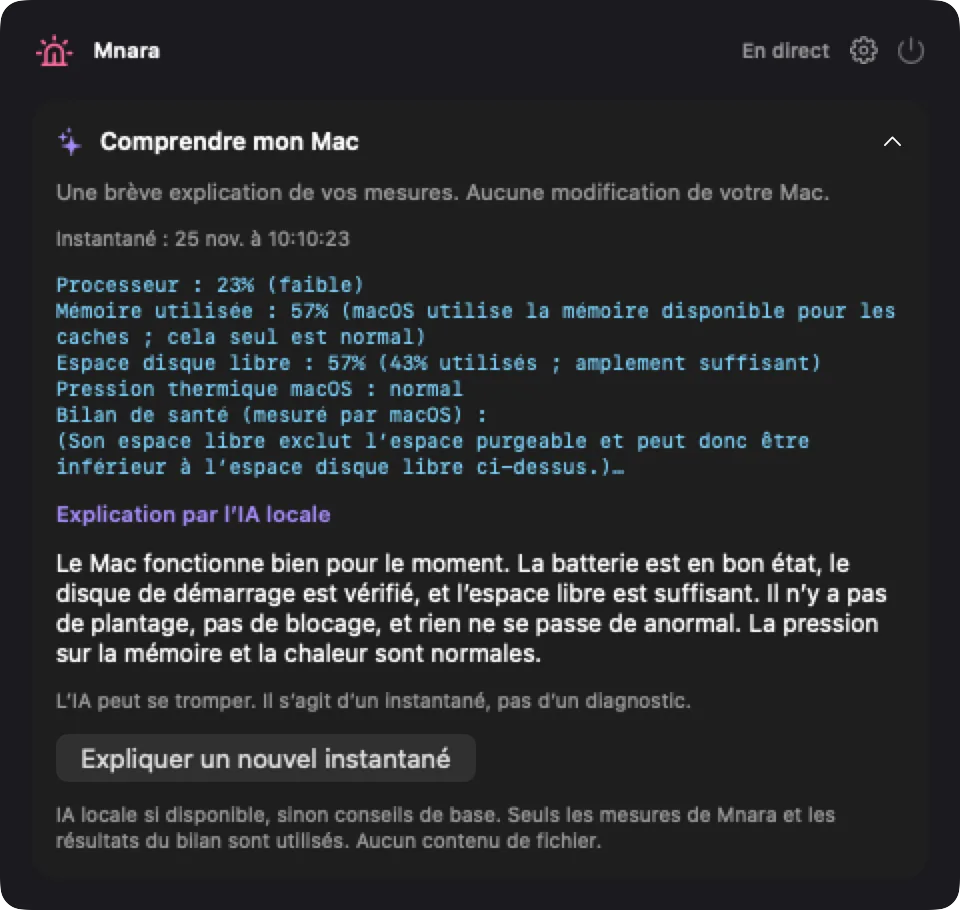 Mnara
En direct
Comprendre mon Mac
Une brève explication de vos mesures. Aucune modification de votre Mac.
Instantané : 25 nov. à 10:10:23
Processeur : 23% (faible)
Mémoire utilisée : 57% (macOS utilise la mémoire disponible pour les
caches ; cela seul est normal)
Espace disque libre : 57% (43% utilisés ; amplement suffisant)
Pression thermique macOS : normal
Bilan de santé (mesuré par macOS) :
(Son espace libre exclut l’espace purgeable et peut donc être
inférieur à l’espace disque libre ci-dessus.)…
Explication par l’IA locale
Le Mac fonctionne bien pour le moment. La batterie est en bon état, le
disque de démarrage est vérifié, et l’espace libre est suffisant. Il n’y a pas
de plantage, pas de blocage, et rien ne se passe de anormal. La pression
sur la mémoire et la chaleur sont normales.
L’IA peut se tromper. Il s’agit d’un instantané, pas d’un diagnostic.
Expliquer un nouvel instantané
IA locale si disponible, sinon conseils de base. Seuls les mesures de Mnara et les
résultats du bilan sont utilisés. Aucun contenu de fichier.